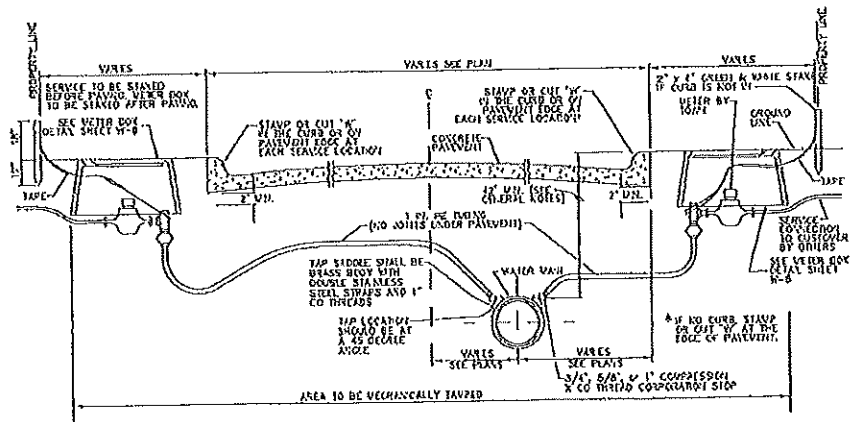 PROPERTY LINE
VARIES
VARIES SEE PLAN
VARIES
PROPERTY LINE
SERVICE TO BE STAKED
BEFORE PAVING. METER BOX
TO BE STAKED AFTER PAVING.
SEE METER BOX
DETAIL SHEET W-8
STAMP OR CUT "W"
IN THE CURB OR ON
PAVEMENT EDGE AT
EACH SERVICE LOCATION
STAMP OR CUT "W"
IN THE CURB OR ON
PAVEMENT EDGE AT
EACH SERVICE LOCATION
CONCRETE
PAVEMENT
2" X 4" GREEN & WHITE STAKE
IF CURB IS NOT IN
METER BY
GROUND
LINE
18"
TAPE
2' MIN.
42" MIN. (SEE
GENERAL NOTES)
2'
MIN.
TAPE
1 IN. PE TUBING
(NO JOINTS UNDER PAVEMENT)
SERVICE
CONNECTION
TO CUSTOMER
BY OTHERS
TAP SADDLE SHALL BE
BRASS BODY WITH
DOUBLE STAINLESS
STEEL STRAPS AND 1"
CC THREADS
WATER MAIN
SEE METER BOX
DETAIL SHEET
W-8
TAP LOCATION
SHOULD BE AT
A 45 DEGREE
ANGLE
IF NO CURB, STAMP
OR CUT "W" AT THE
EDGE OF PAVEMENT.
VARIES
SEE PLANS
VARIES
SEE PLANS
3/4", 5/8", & 1" COMPRESSION
X CC THREAD CORPORATION STOP
AREA TO BE MECHANICALLY TAMPED